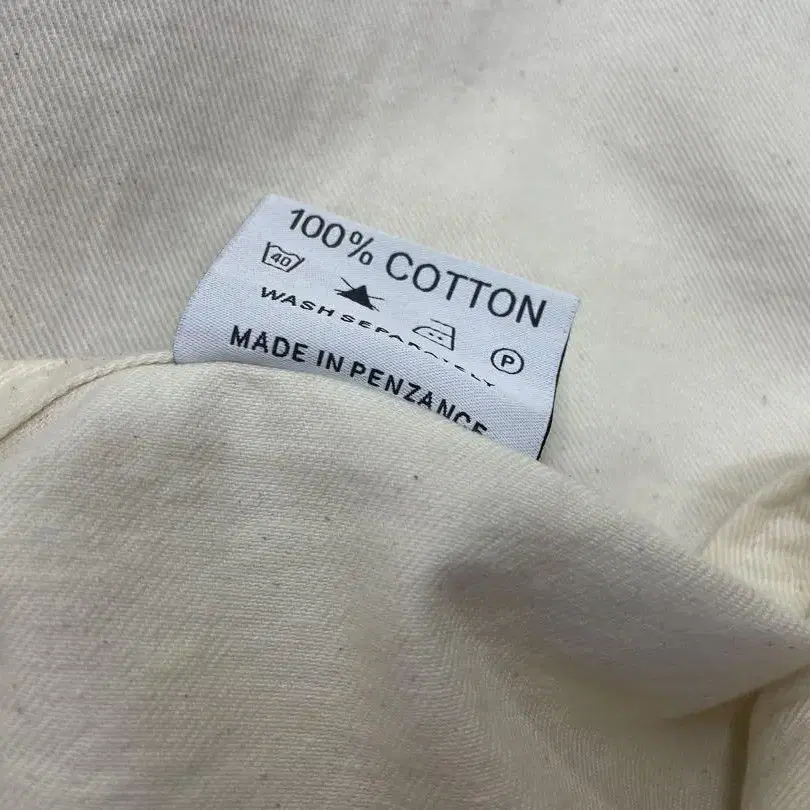 100% COTTON
40 P
WASH SEPARATELY
MADE IN PENZANCE